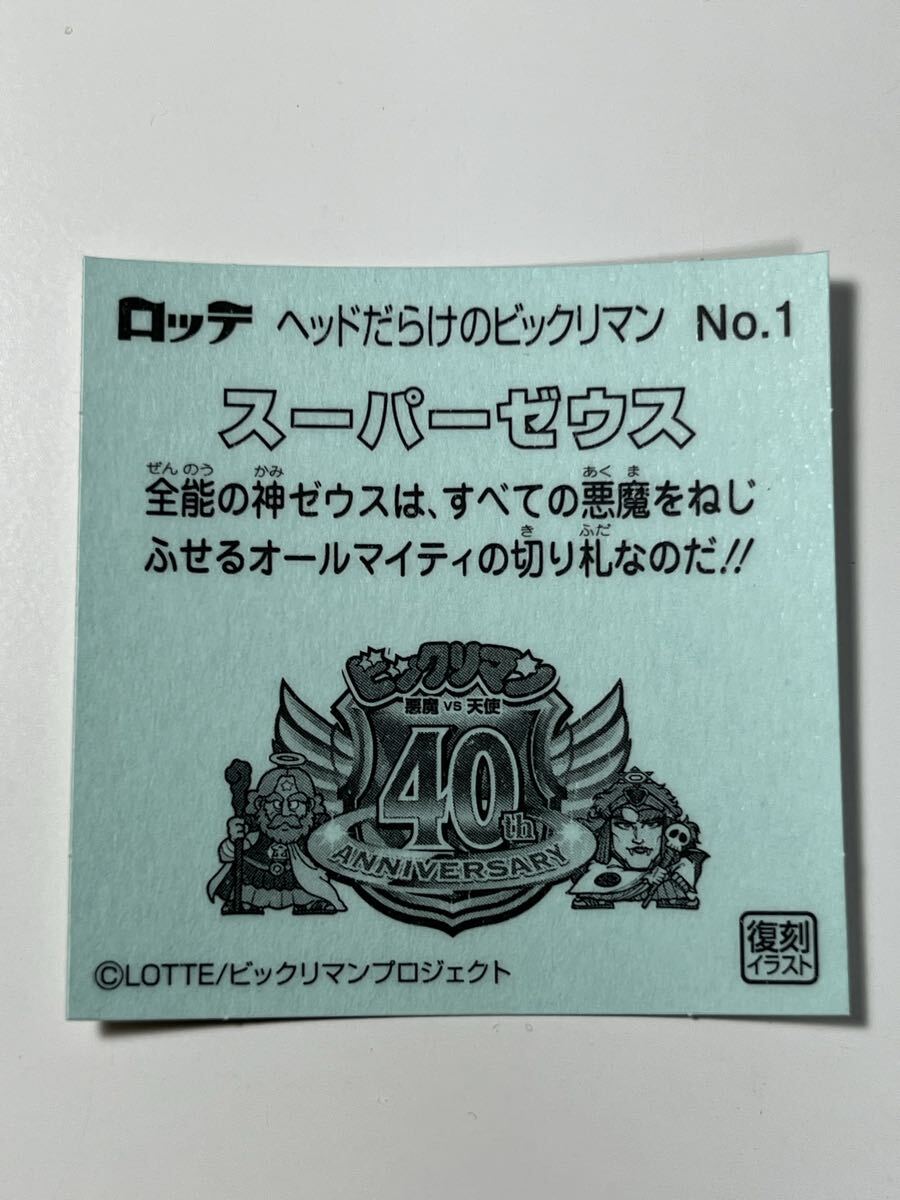 ロッテ ヘッドだらけのビックリマン No.1
スーパーゼウス
ぜんのう かみ あくま
全能の神ゼウスは、すべての悪魔をねじ
き ふだ
ふせるオールマイティの切り札なのだ!!
ビックリマン
悪魔 VS 天使
40th
ANNIVERSARY
©LOTTE/ビックリマンプロジェクト
復刻
イラスト